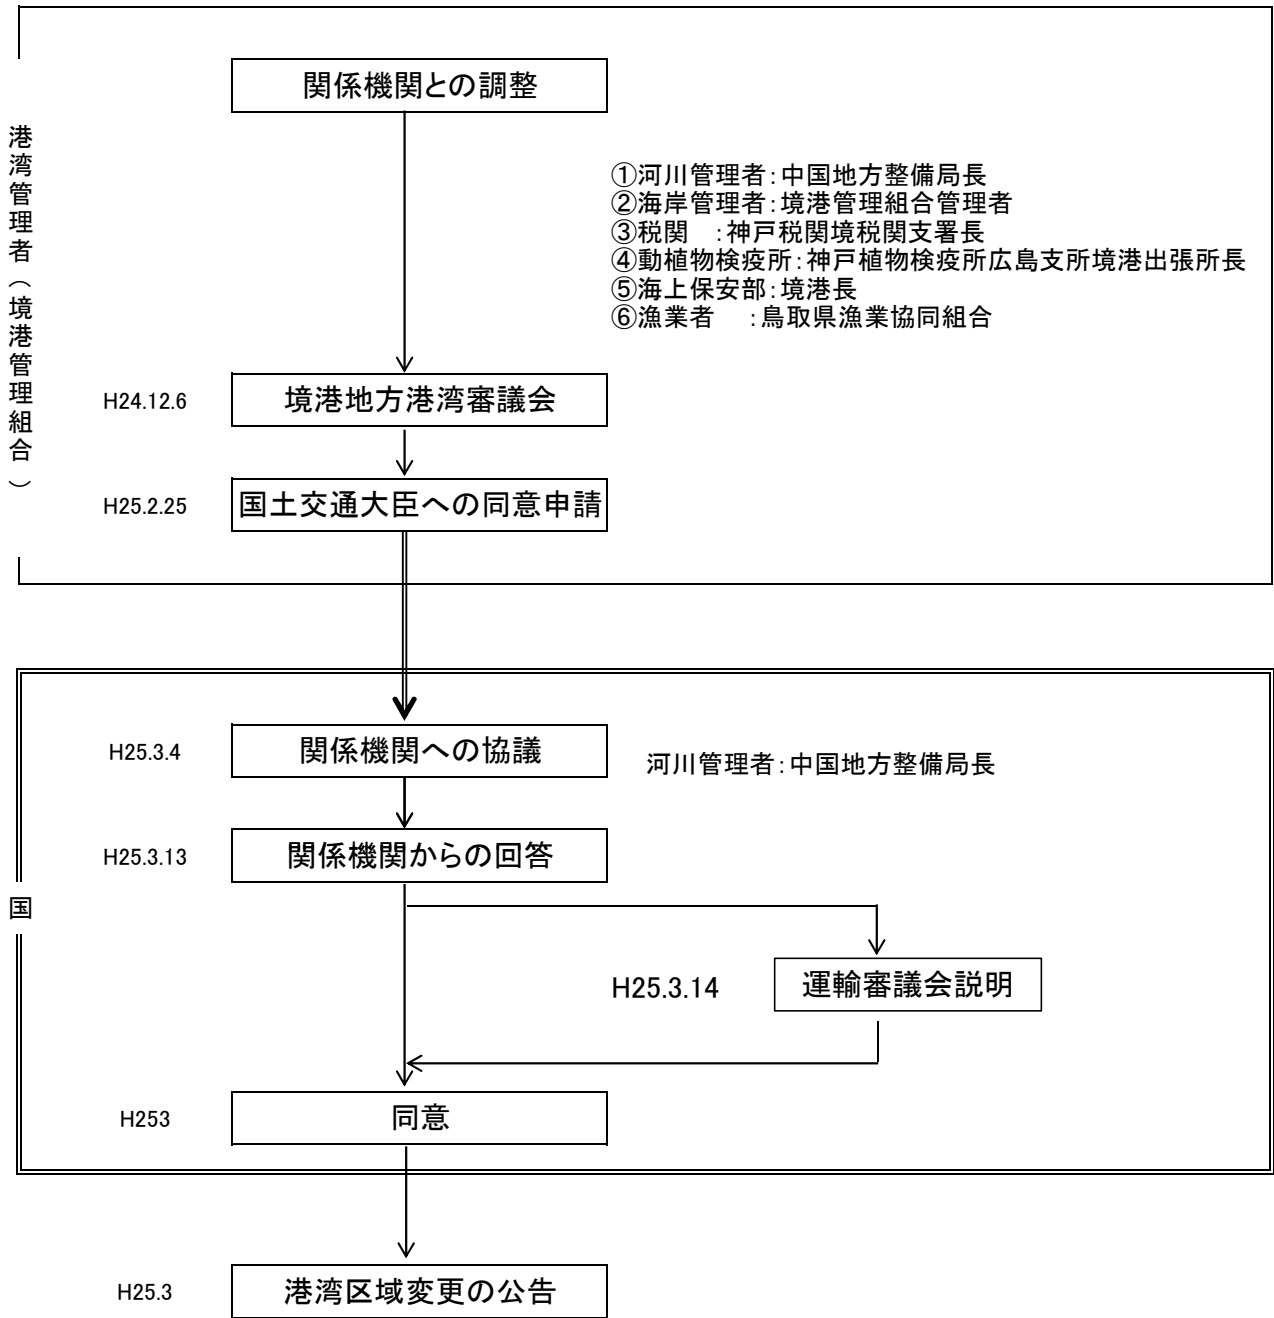 港湾管理者（境港管理組合）
関係機関との調整
①河川管理者：中国地方整備局長
②海岸管理者：境港管理組合管理者
③税関　：神戸税関境税関支署長
④動植物検疫所：神戸植物検疫所広島支所境港出張所長
⑤海上保安部：境港長
⑥漁業者　：鳥取県漁業協同組合
H24.12.6 境港地方港湾審議会
H25.2.25 国土交通大臣への同意申請
国
H25.3.4 関係機関への協議 河川管理者：中国地方整備局長
H25.3.13 関係機関からの回答
H25.3.14 運輸審議会説明
H253 同意
H25.3 港湾区域変更の公告